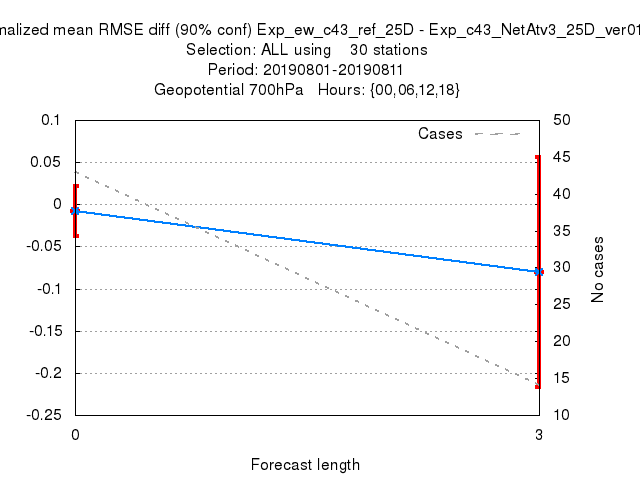 malized mean RMSE diff (90% conf) Exp_ew_c43_ref_25D - Exp_c43_NetAtv3_25D_ver01
Selection: ALL using 30 stations
Period: 20190801-20190811
Geopotential 700hPa Hours: {00,06,12,18}
Cases
0.1
0.05
0
-0.05
-0.1
-0.15
-0.2
-0.25
50
45
40
35
30
25
20
15
10
No cases
0 3
Forecast length